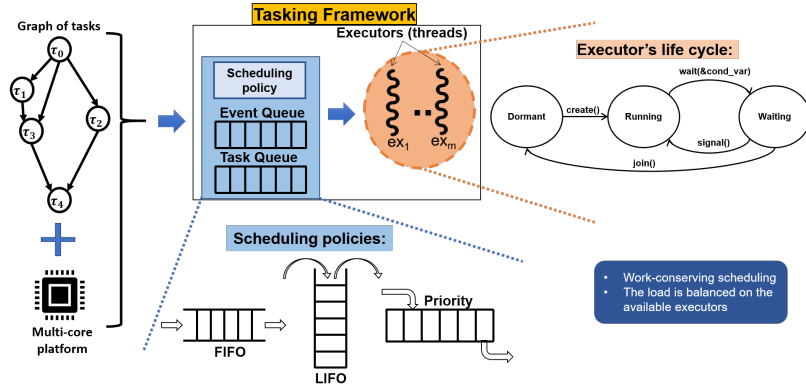 Tasking Framework
Graph of tasks
τ0
τ1
τ2
τ3
τ4
Multi-core
platform
Scheduling
policy
Event Queue
Task Queue
Executors (threads)
ex1
exm
Executor's life cycle:
wait(&cond_var)
Dormant
create()
Running
Waiting
signal()
join()
Scheduling policies:
FIFO
LIFO
Priority
• Work-conserving scheduling
• The load is balanced on the
available executors